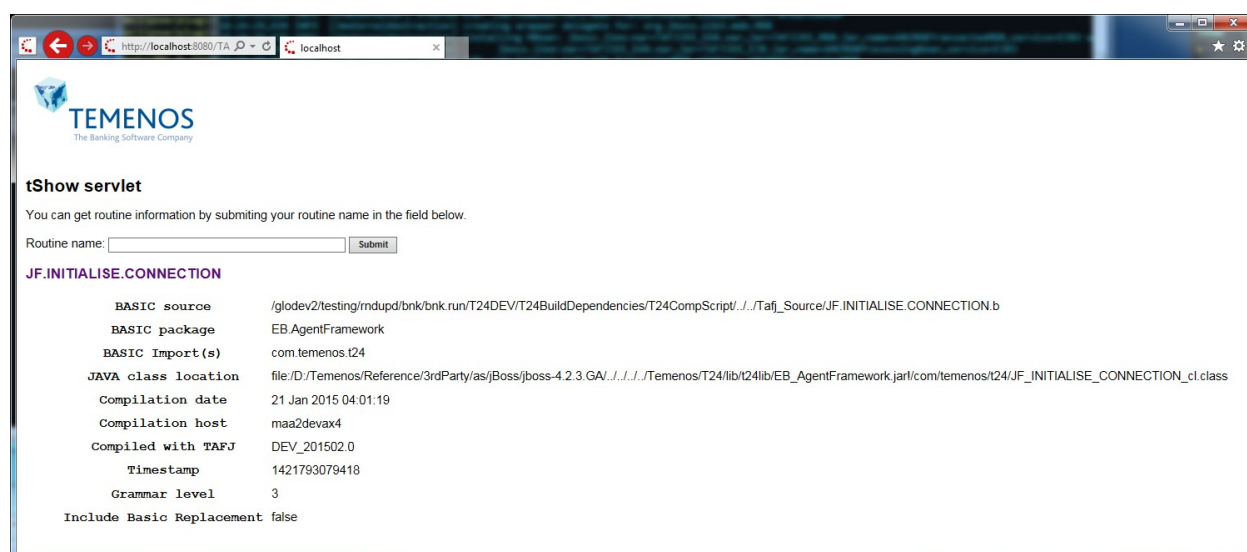 http://localhost:8080/TA
localhost
TEMENOS
The Banking Software Company
tShow servlet
You can get routine information by submiting your routine name in the field below.
Routine name: Submit
JF.INITIALISE.CONNECTION
BASIC source /glodev2/testing/rndupd/bnk/bnk.run/T24DEV/T24BuildDependencies/T24CompScript/../../Tafj_Source/JF.INITIALISE.CONNECTION.b
BASIC package EB.AgentFramework
BASIC Import(s) com.temenos.t24
JAVA class location file:/D:/Temenos/Reference/3rdParty/as/jBoss/jboss-4.2.3.GA/../../../../Temenos/T24/lib/t24lib/EB_AgentFramework.jar!/com/temenos/t24/JF_INITIALISE_CONNECTION_cl.class
Compilation date 21 Jan 2015 04:01:19
Compilation host maa2devax4
Compiled with TAFJ DEV_201502.0
Timestamp 1421793079418
Grammar level 3
Include Basic Replacement false